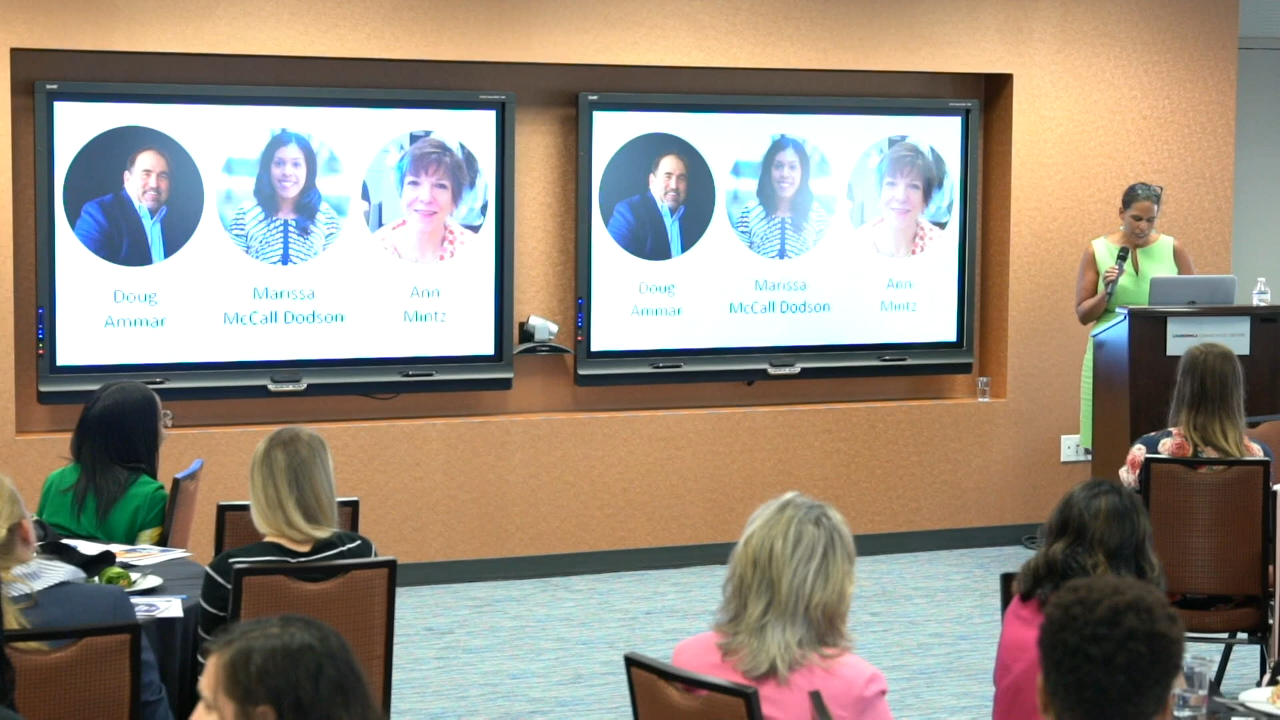 Doug
Ammar
Marissa
McCall Dodson
Ann
Mintz
Doug
Ammar
Marissa
McCall Dodson
Ann
Mintz